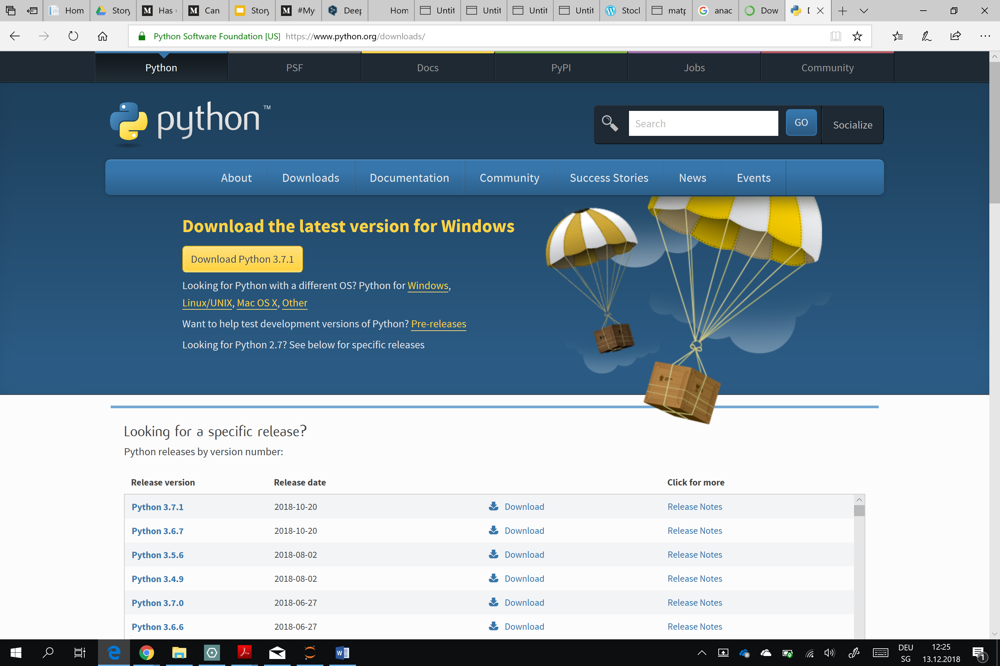 Hom
Story
M Has
M Can
Story
M #My
Deep
Hom
Untit
Untit
Untit
Untit
Stock
matp
anac
Dow
Python Software Foundation [US] https://www.python.org/downloads/
Python PSF Docs PyPI Jobs Community
python TM
Search GO Socialize
About Downloads Documentation Community Success Stories News Events
Download the latest version for Windows
Download Python 3.7.1
Looking for Python with a different OS? Python for Windows,
Linux/UNIX, Mac OS X, Other
Want to help test development versions of Python? Pre-releases
Looking for Python 2.7? See below for specific releases
Looking for a specific release?
Python releases by version number:
Release version Release date Click for more
Python 3.7.1 2018-10-20 Download Release Notes
Python 3.6.7 2018-10-20 Download Release Notes
Python 3.5.6 2018-08-02 Download Release Notes
Python 3.4.9 2018-08-02 Download Release Notes
Python 3.7.0 2018-06-27 Download Release Notes
Python 3.6.6 2018-06-27 Download Release Notes
DEU 12:25
SG 13.12.2018 1